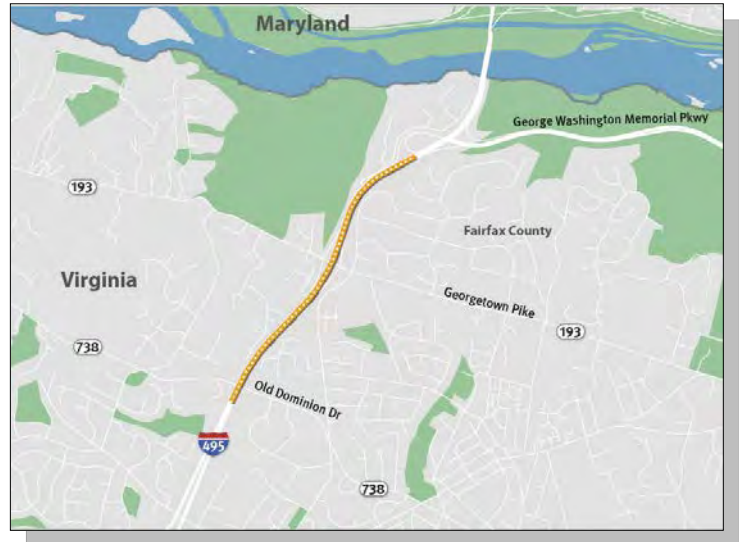 Maryland
George Washington Memorial Pkwy
193
Fairfax County
Virginia
Georgetown Pike
193
738
Old Dominion Dr
495
738